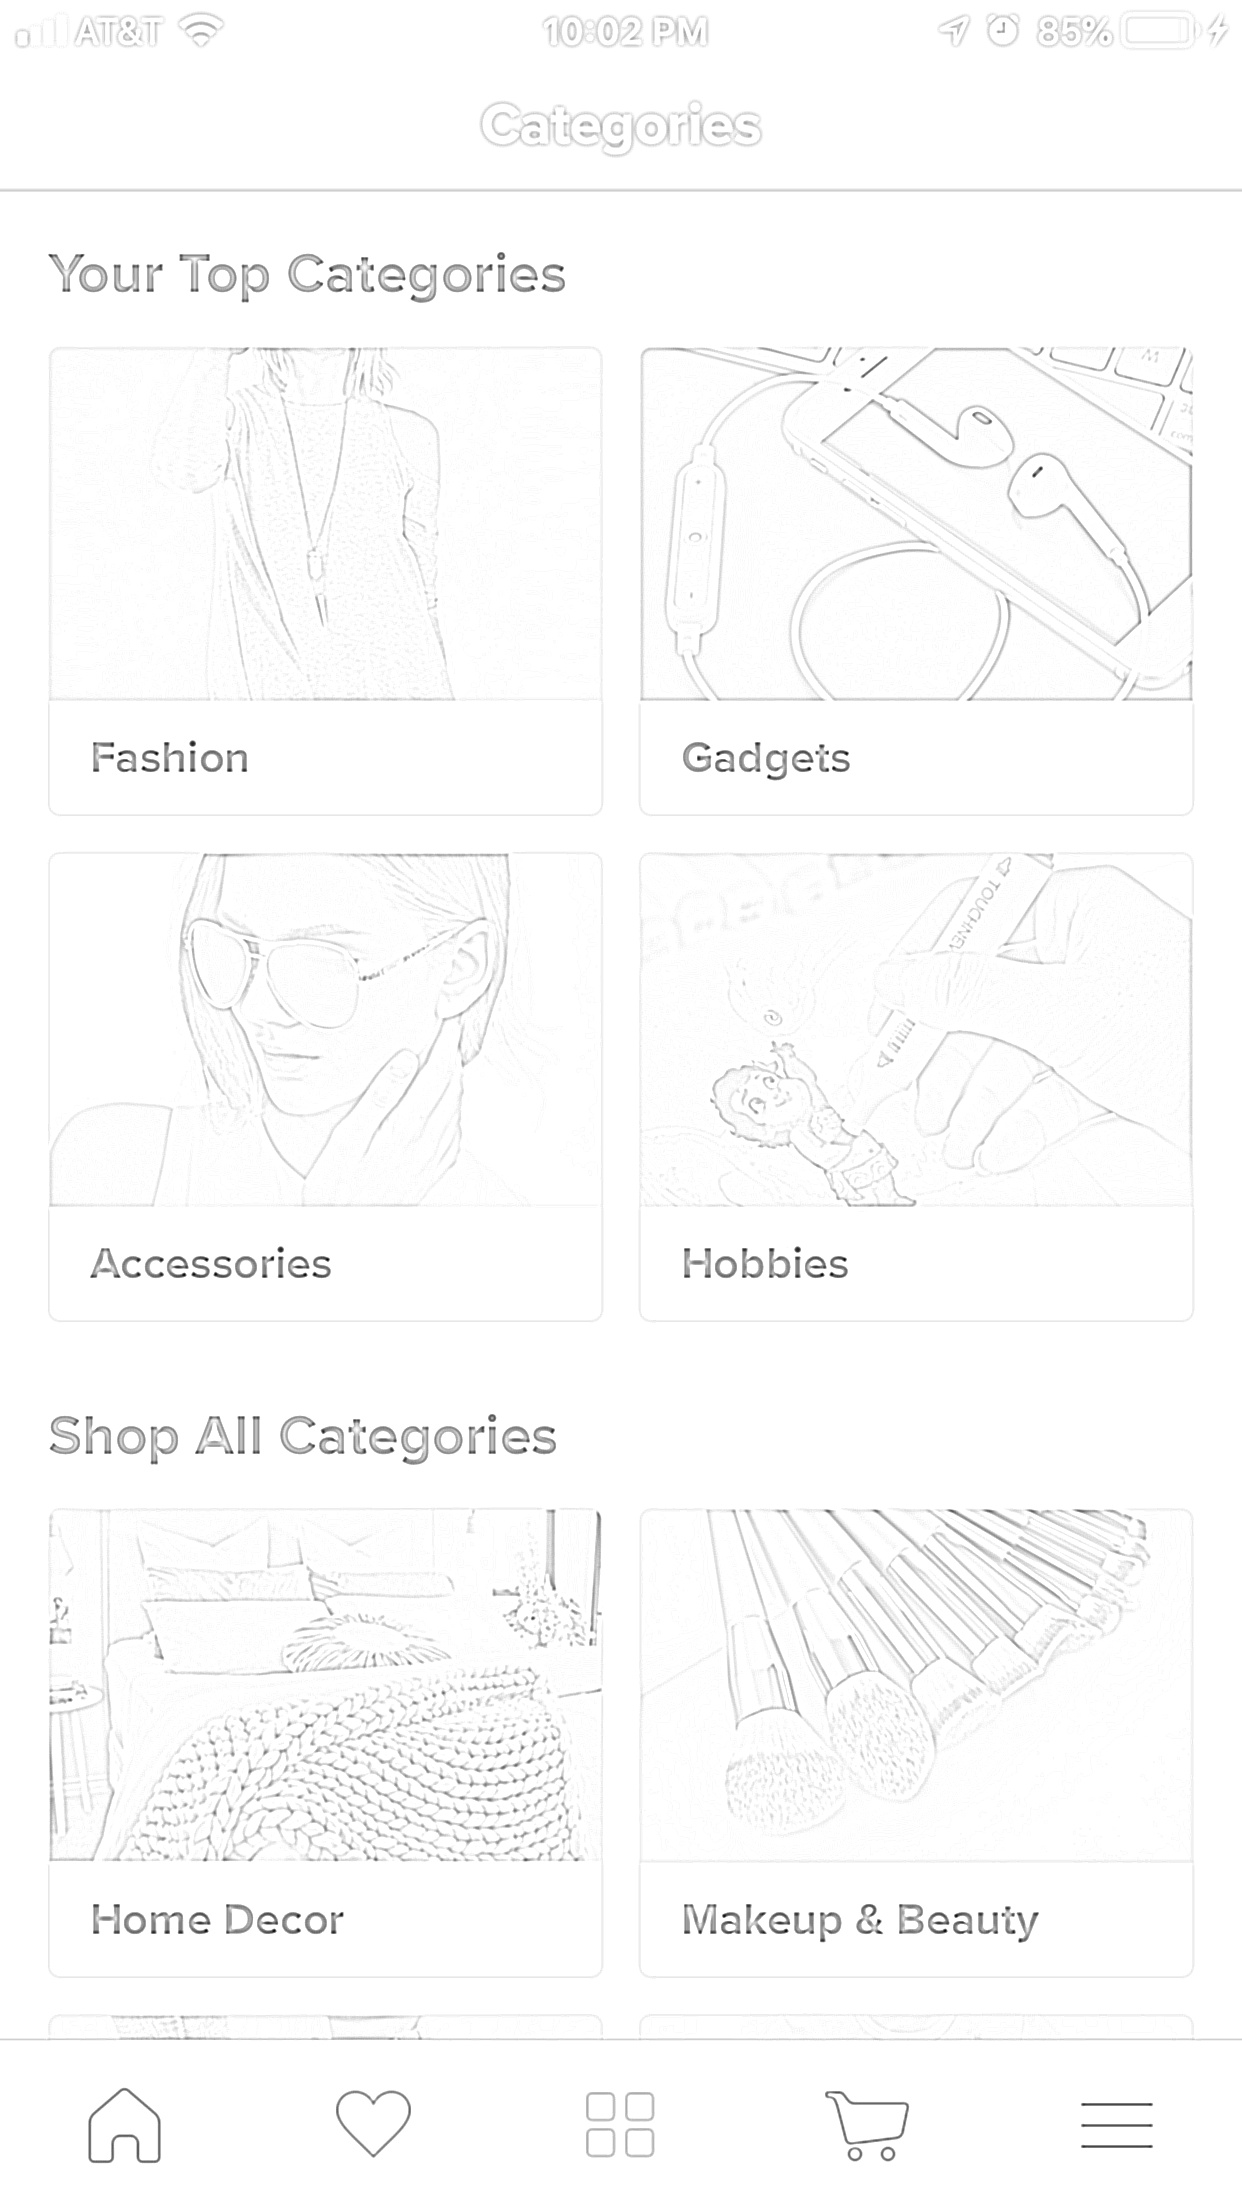 AT&T 10:02 PM 85%
Categories
Your Top Categories
W
Fashion
Gadgets
TOUCHNEW
Accessories
Hobbies
Shop All Categories
Home Decor
Makeup & Beauty